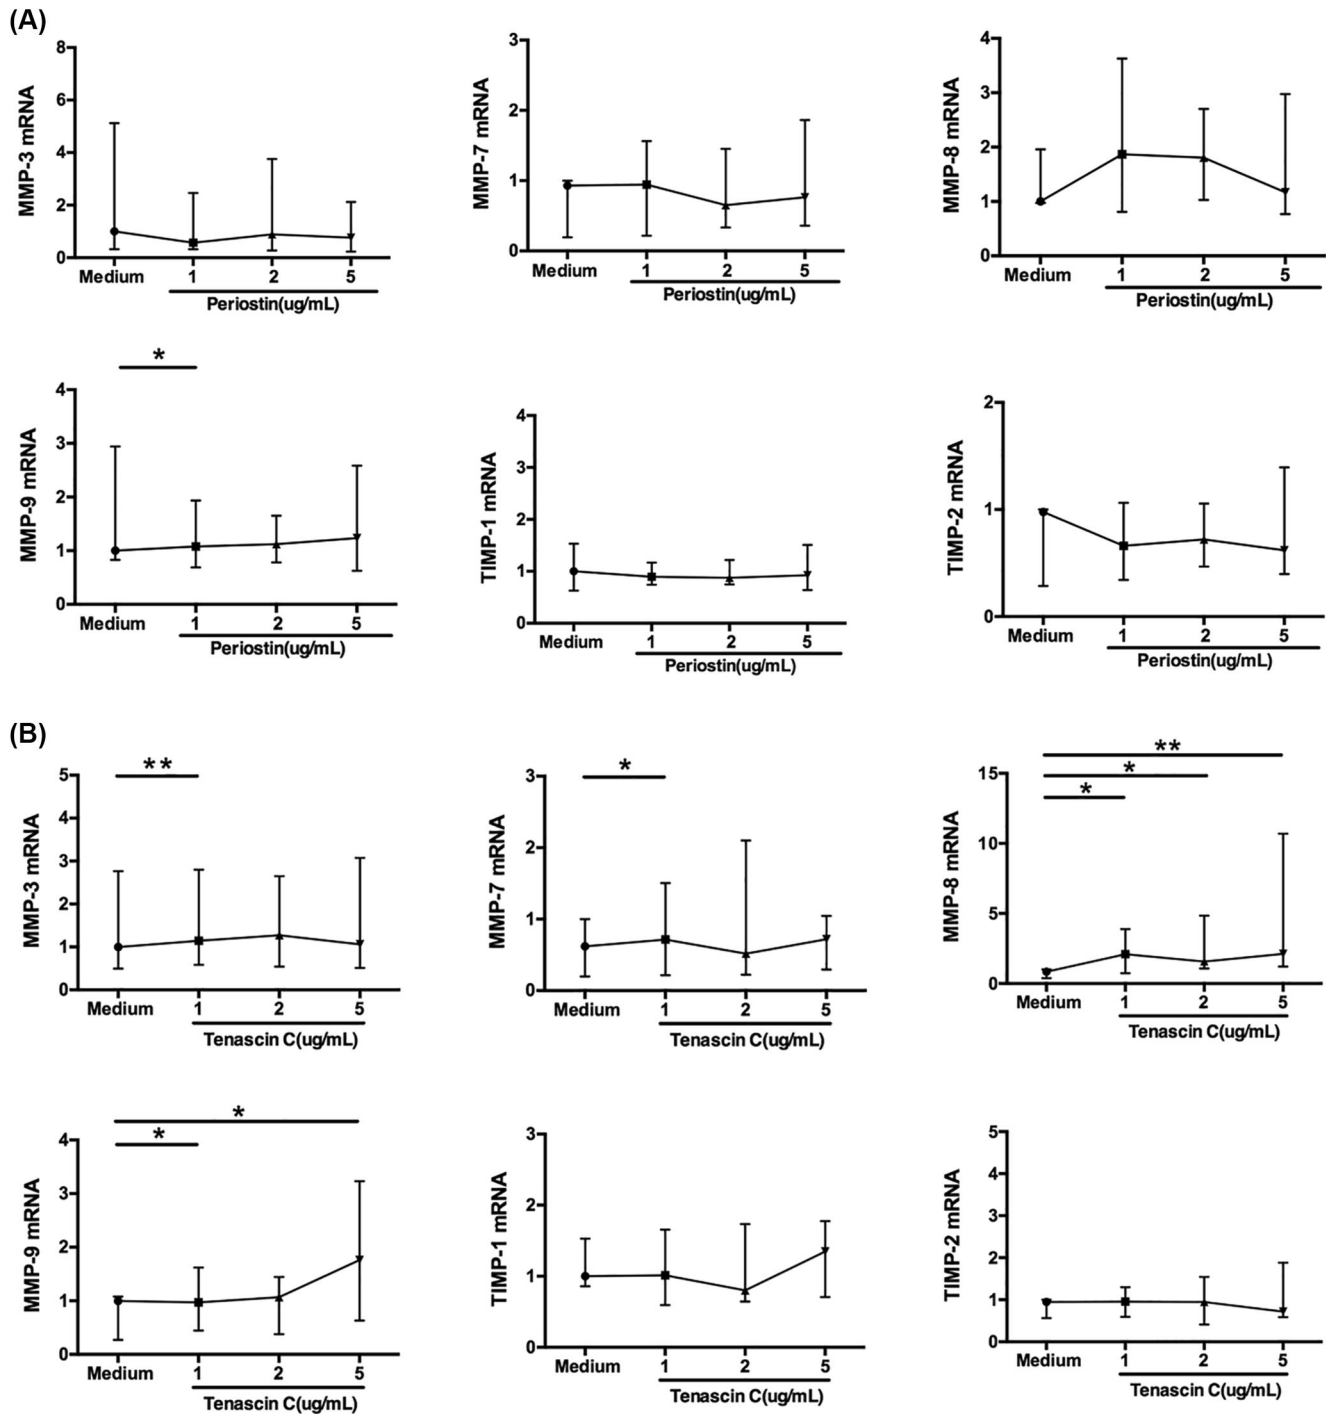 (A)
MMP-3 mRNA
8
6
4
2
0
Medium 1 2 5
Periostin(ug/mL)
MMP-7 mRNA
3
2
1
0
Medium 1 2 5
Periostin(ug/mL)
MMP-8 mRNA
4
3
2
1
0
Medium 1 2 5
Periostin(ug/mL)
*
MMP-9 mRNA
4
3
2
1
0
Medium 1 2 5
Periostin(ug/mL)
TIMP-1 mRNA
4
3
2
1
0
Medium 1 2 5
Periostin(ug/mL)
TIMP-2 mRNA
2
1
0
Medium 1 2 5
Periostin(ug/mL)
(B)
**
MMP-3 mRNA
5
4
3
2
1
0
Medium 1 2 5
Tenascin C(ug/mL)
*
MMP-7 mRNA
3
2
1
0
Medium 1 2 5
Tenascin C(ug/mL)
**
*
*
MMP-8 mRNA
15
10
5
0
Medium 1 2 5
Tenascin C(ug/mL)
*
*
MMP-9 mRNA
4
3
2
1
0
Medium 1 2 5
Tenascin C(ug/mL)
TIMP-1 mRNA
3
2
1
0
Medium 1 2 5
Tenascin C(ug/mL)
TIMP-2 mRNA
5
4
3
2
1
0
Medium 1 2 5
Tenascin C(ug/mL)